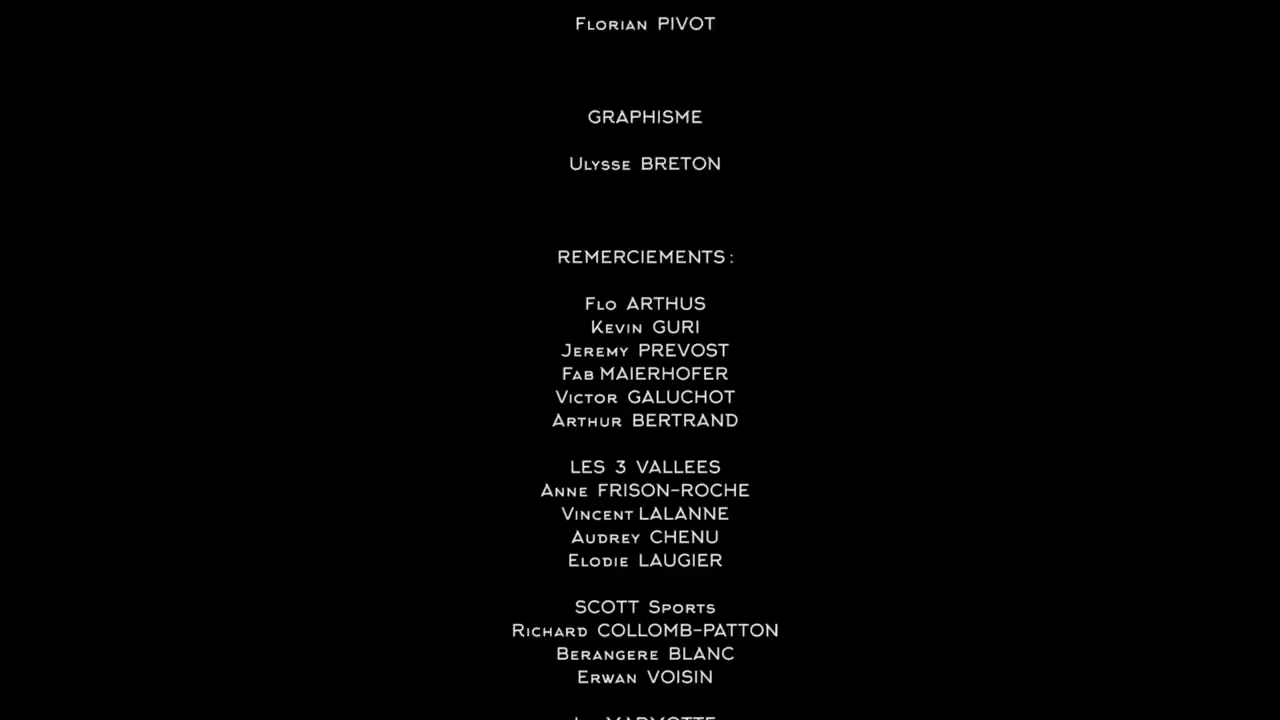 Florian PIVOT
GRAPHISME
Ulysse BRETON
REMERCIEMENTS :
Flo ARTHUS
Kevin GURI
Jeremy PREVOST
Fab MAIERHOFER
Victor GALUCHOT
Arthur BERTRAND
LES 3 VALLEES
Anne FRISON-ROCHE
Vincent LALANNE
Audrey CHENU
Elodie LAUGIER
SCOTT Sports
Richard COLLOMB-PATTON
Berangere BLANC
Erwan VOISIN
MARMOTTE